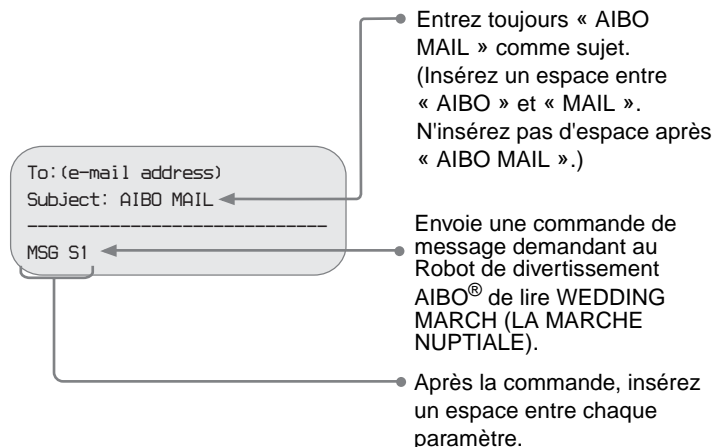 To:(e-mail address)
Subject: AIBO MAIL
------------------------------
MSG S1
Entrez toujours « AIBO
MAIL » comme sujet.
(Insérez un espace entre
« AIBO » et « MAIL ».
N'insérez pas d'espace après
« AIBO MAIL ».)
Envoie une commande de
message demandant au
Robot de divertissement
AIBO® de lire WEDDING
MARCH (LA MARCHE
NUPTIALE).
Après la commande, insérez
un espace entre chaque
paramètre.